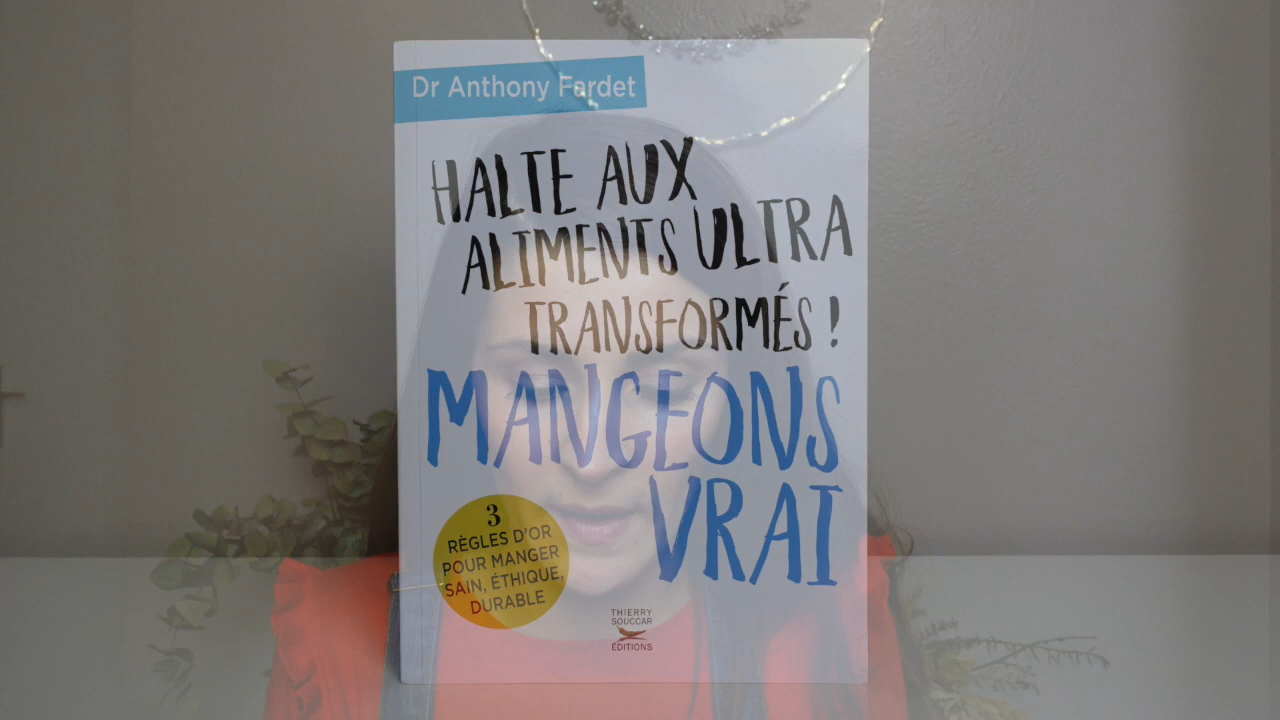 Dr Anthony Fardet
HALTE AUX
ALIMENTS ULTRA
TRANSFORMÉS !
MANGEONS
VRAI
3
RÈGLES D'OR
POUR MANGER
SAIN, ÉTHIQUE,
DURABLE
THIERRY
SOUCCAR
ÉDITIONS